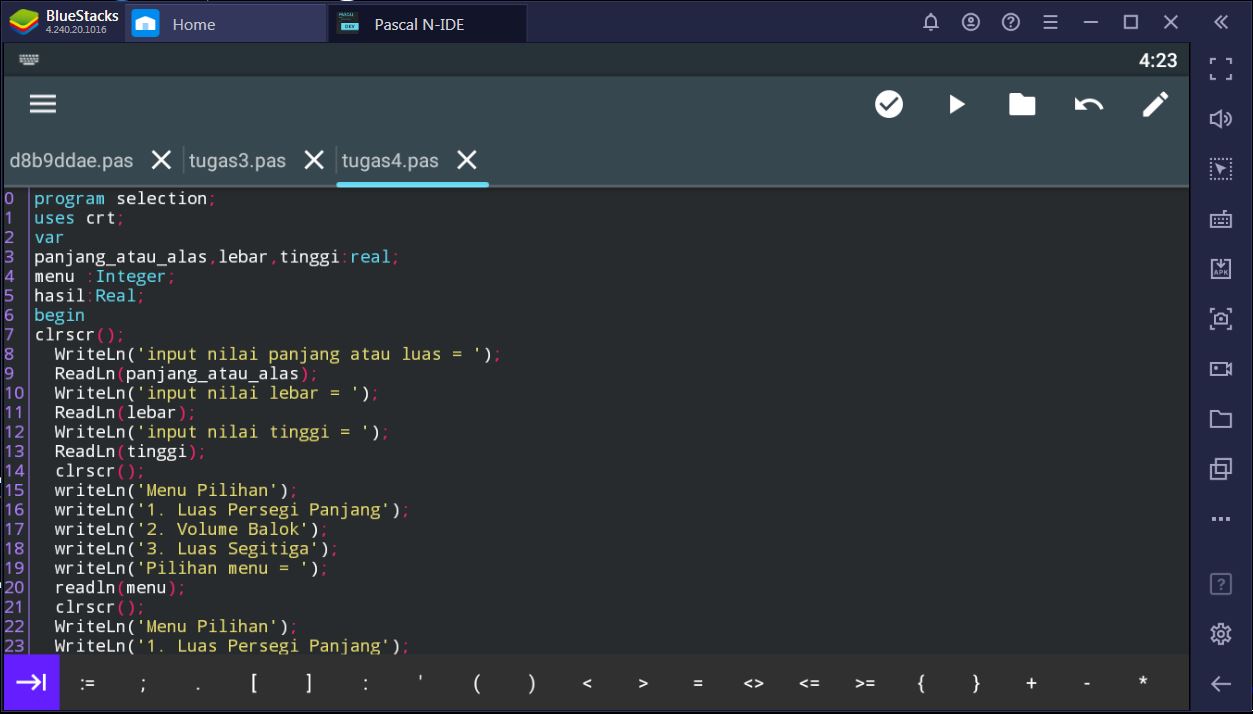 BlueStacks
4.240.20.1016
Home
Pascal N-IDE
4:23
d8b9ddae.pas
tugas3.pas
tugas4.pas
0 program selection;
1 uses crt;
2 var
3 panjang_atau_alas,lebar,tinggi:real;
4 menu :Integer;
5 hasil:Real;
6 begin
7 clrscr();
8 WriteLn('input nilai panjang atau luas = ');
9 ReadLn(panjang_atau_alas);
10 WriteLn('input nilai lebar = ');
11 ReadLn(lebar);
12 WriteLn('input nilai tinggi = ');
13 ReadLn(tinggi);
14 clrscr();
15 writeLn('Menu Pilihan');
16 writeLn('1. Luas Persegi Panjang');
17 writeLn('2. Volume Balok');
18 writeLn('3. Luas Segitiga');
19 writeLn('Pilihan menu = ');
20 readln(menu);
21 clrscr();
22 WriteLn('Menu Pilihan');
23 WriteLn('1. Luas Persegi Panjang');
:= ; . [ ] : ' ( ) < > = <> <= >= { } + - *